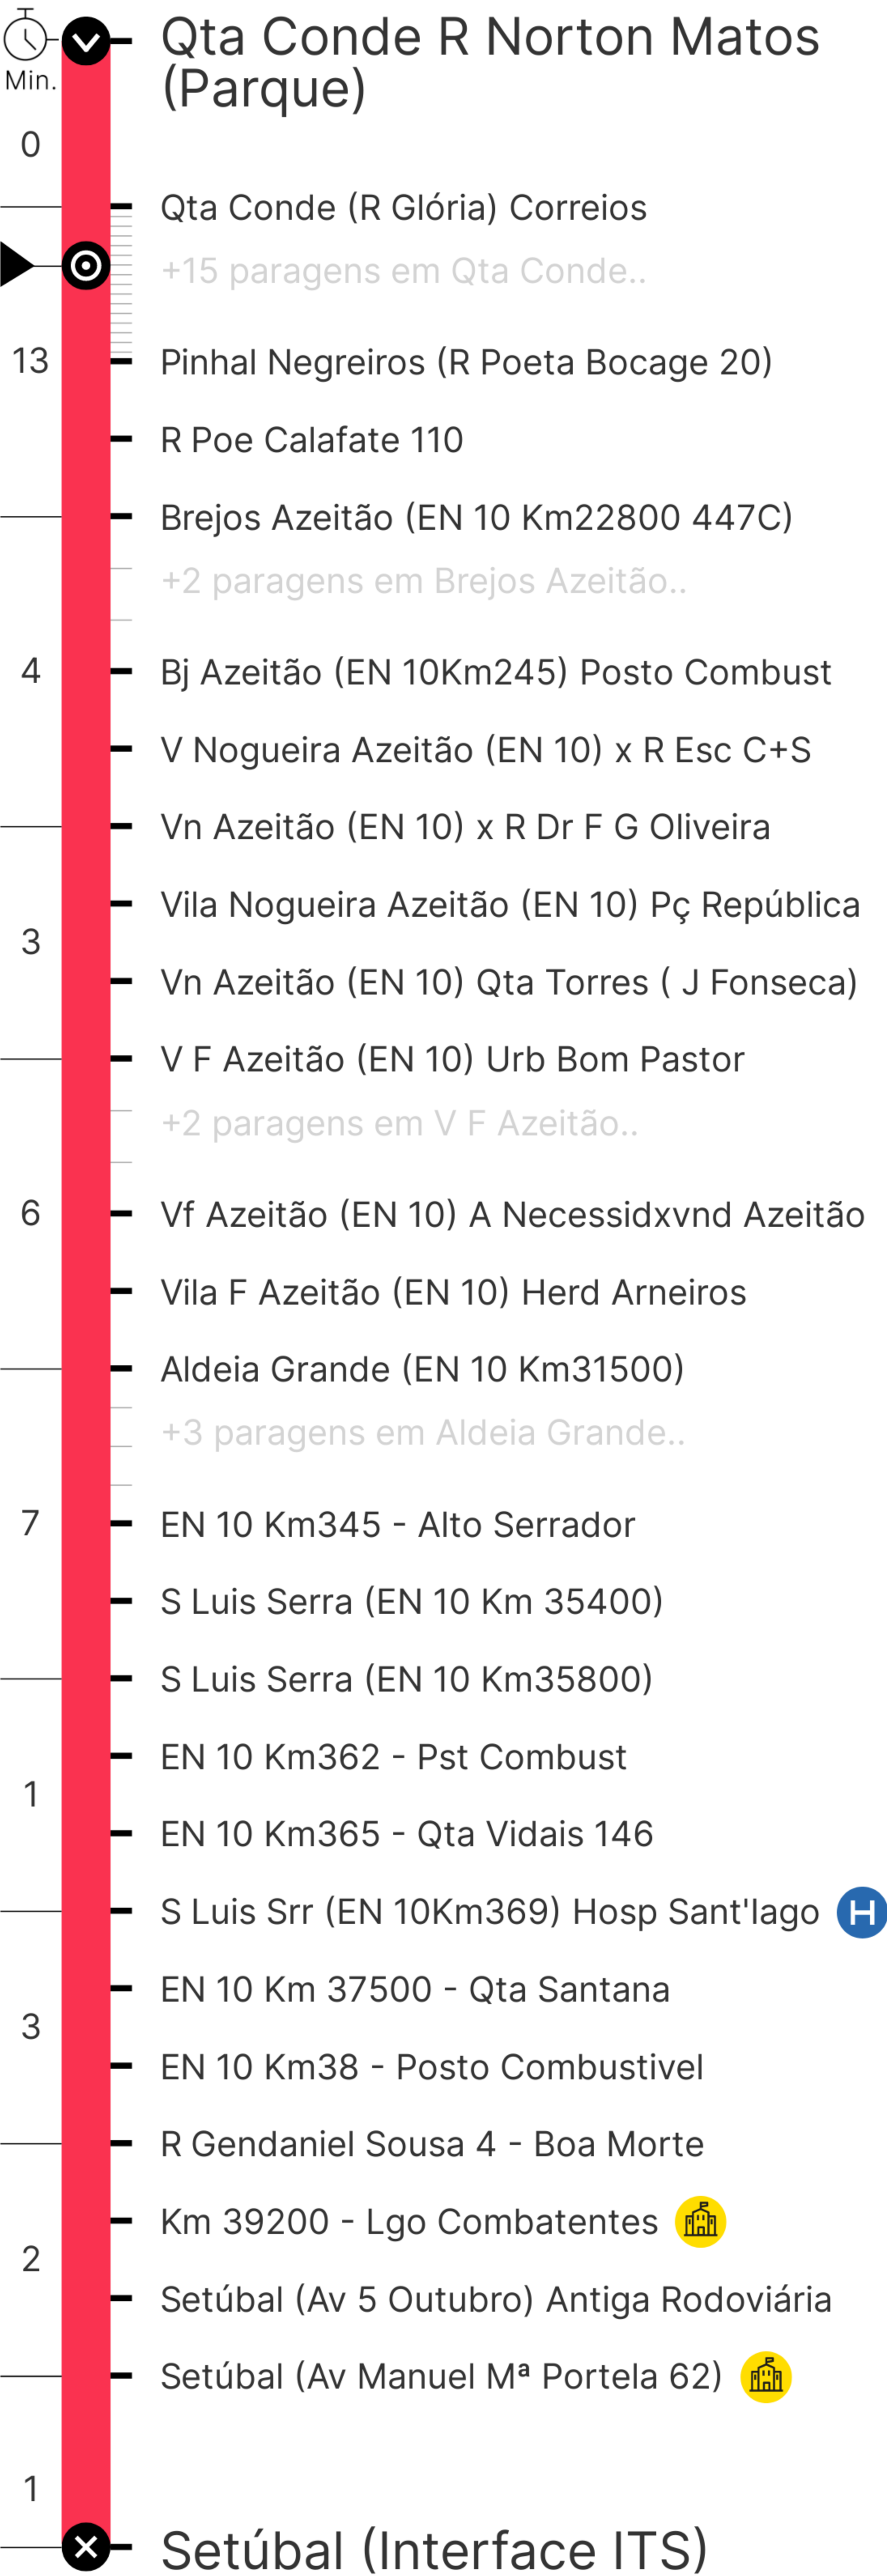 Qta Conde R Norton Matos
(Parque)
Min.
0
Qta Conde (R Glória) Correios
+15 paragens em Qta Conde..
13
Pinhal Negreiros (R Poeta Bocage 20)
R Poe Calafate 110
Brejos Azeitão (EN 10 Km22800 447C)
+2 paragens em Brejos Azeitão..
4
Bj Azeitão (EN 10Km245) Posto Combust
V Nogueira Azeitão (EN 10) x R Esc C+S
Vn Azeitão (EN 10) x R Dr F G Oliveira
Vila Nogueira Azeitão (EN 10) Pç República
3
Vn Azeitão (EN 10) Qta Torres ( J Fonseca)
V F Azeitão (EN 10) Urb Bom Pastor
+2 paragens em V F Azeitão..
6
Vf Azeitão (EN 10) A Necessidxvnd Azeitão
Vila F Azeitão (EN 10) Herd Arneiros
Aldeia Grande (EN 10 Km31500)
+3 paragens em Aldeia Grande..
7
EN 10 Km345 - Alto Serrador
S Luis Serra (EN 10 Km 35400)
S Luis Serra (EN 10 Km35800)
EN 10 Km362 - Pst Combust
1
EN 10 Km365 - Qta Vidais 146
S Luis Srr (EN 10Km369) Hosp Sant'Iago H
EN 10 Km 37500 - Qta Santana
3
EN 10 Km38 - Posto Combustivel
R Gendaniel Sousa 4 - Boa Morte
Km 39200 - Lgo Combatentes
2
Setúbal (Av 5 Outubro) Antiga Rodoviária
Setúbal (Av Manuel Mª Portela 62)
1
Setúbal (Interface ITS)